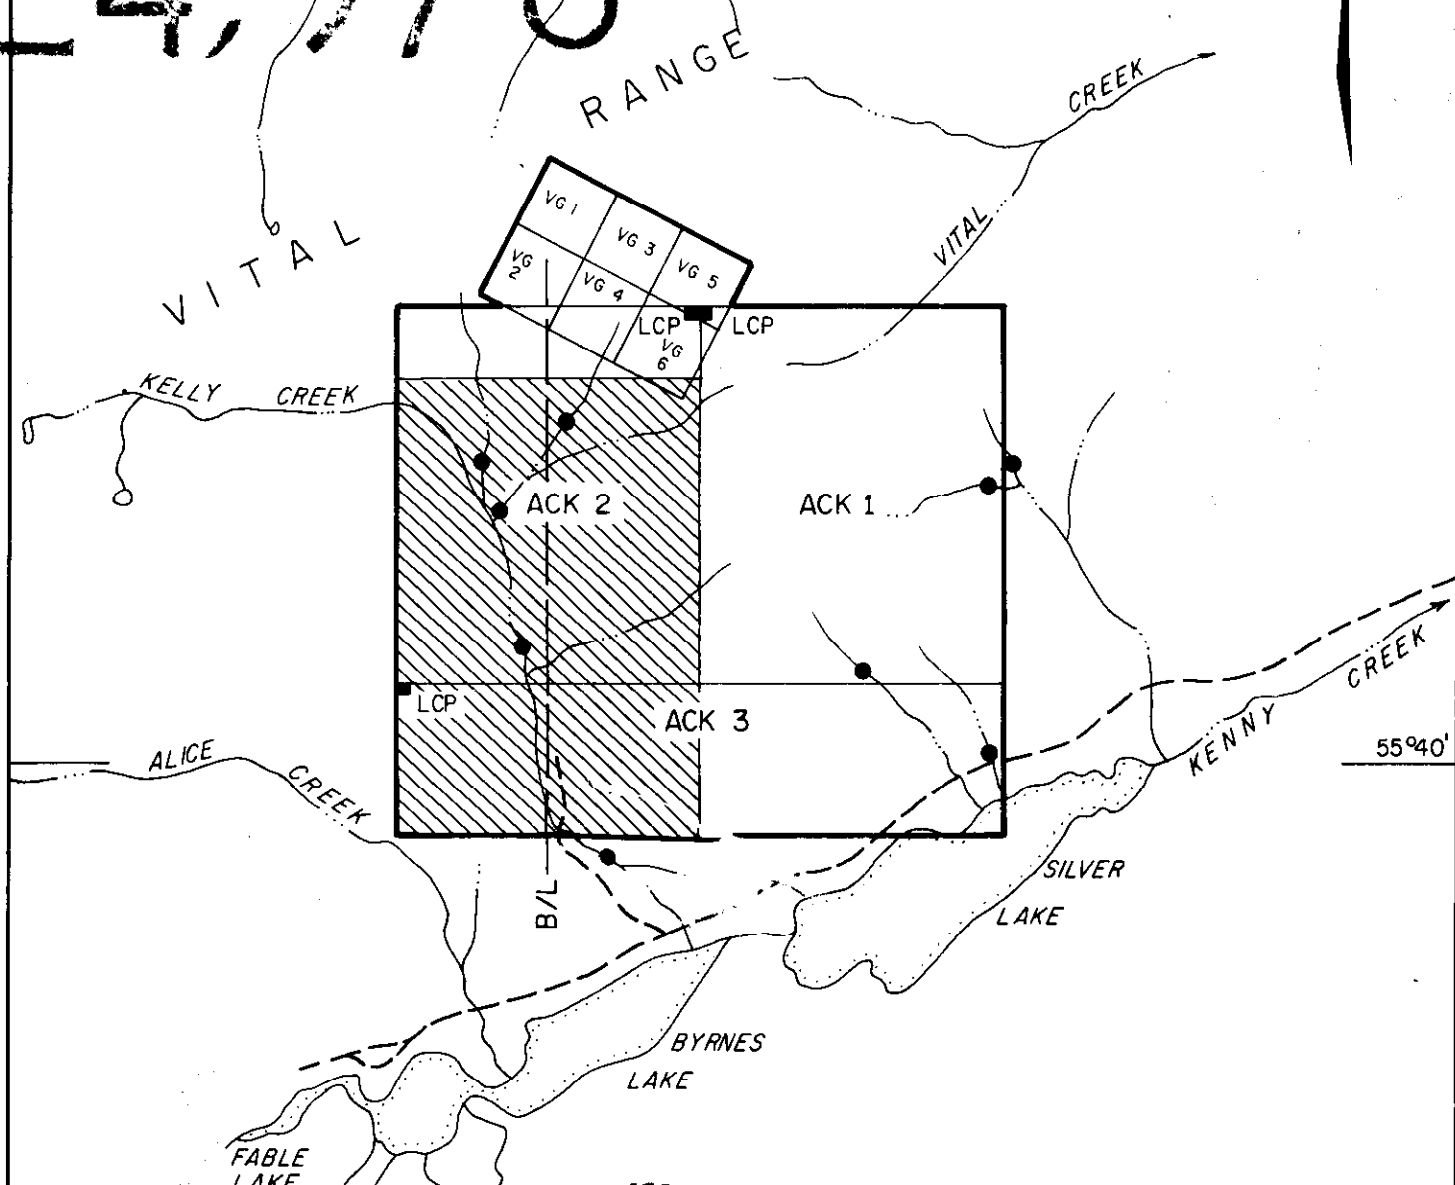 RANGE
CREEK
VITAL
VITAL
VG 1
VG 3
VG 5
VG 2
VG 4
LCP
LCP
VG 6
KELLY CREEK
ACK 2
ACK 1
LCP
ACK 3
CREEK
KENNY
55°40'
ALICE
CREEK
B/L
SILVER
LAKE
BYRNES
LAKE
FABLE
LAKE